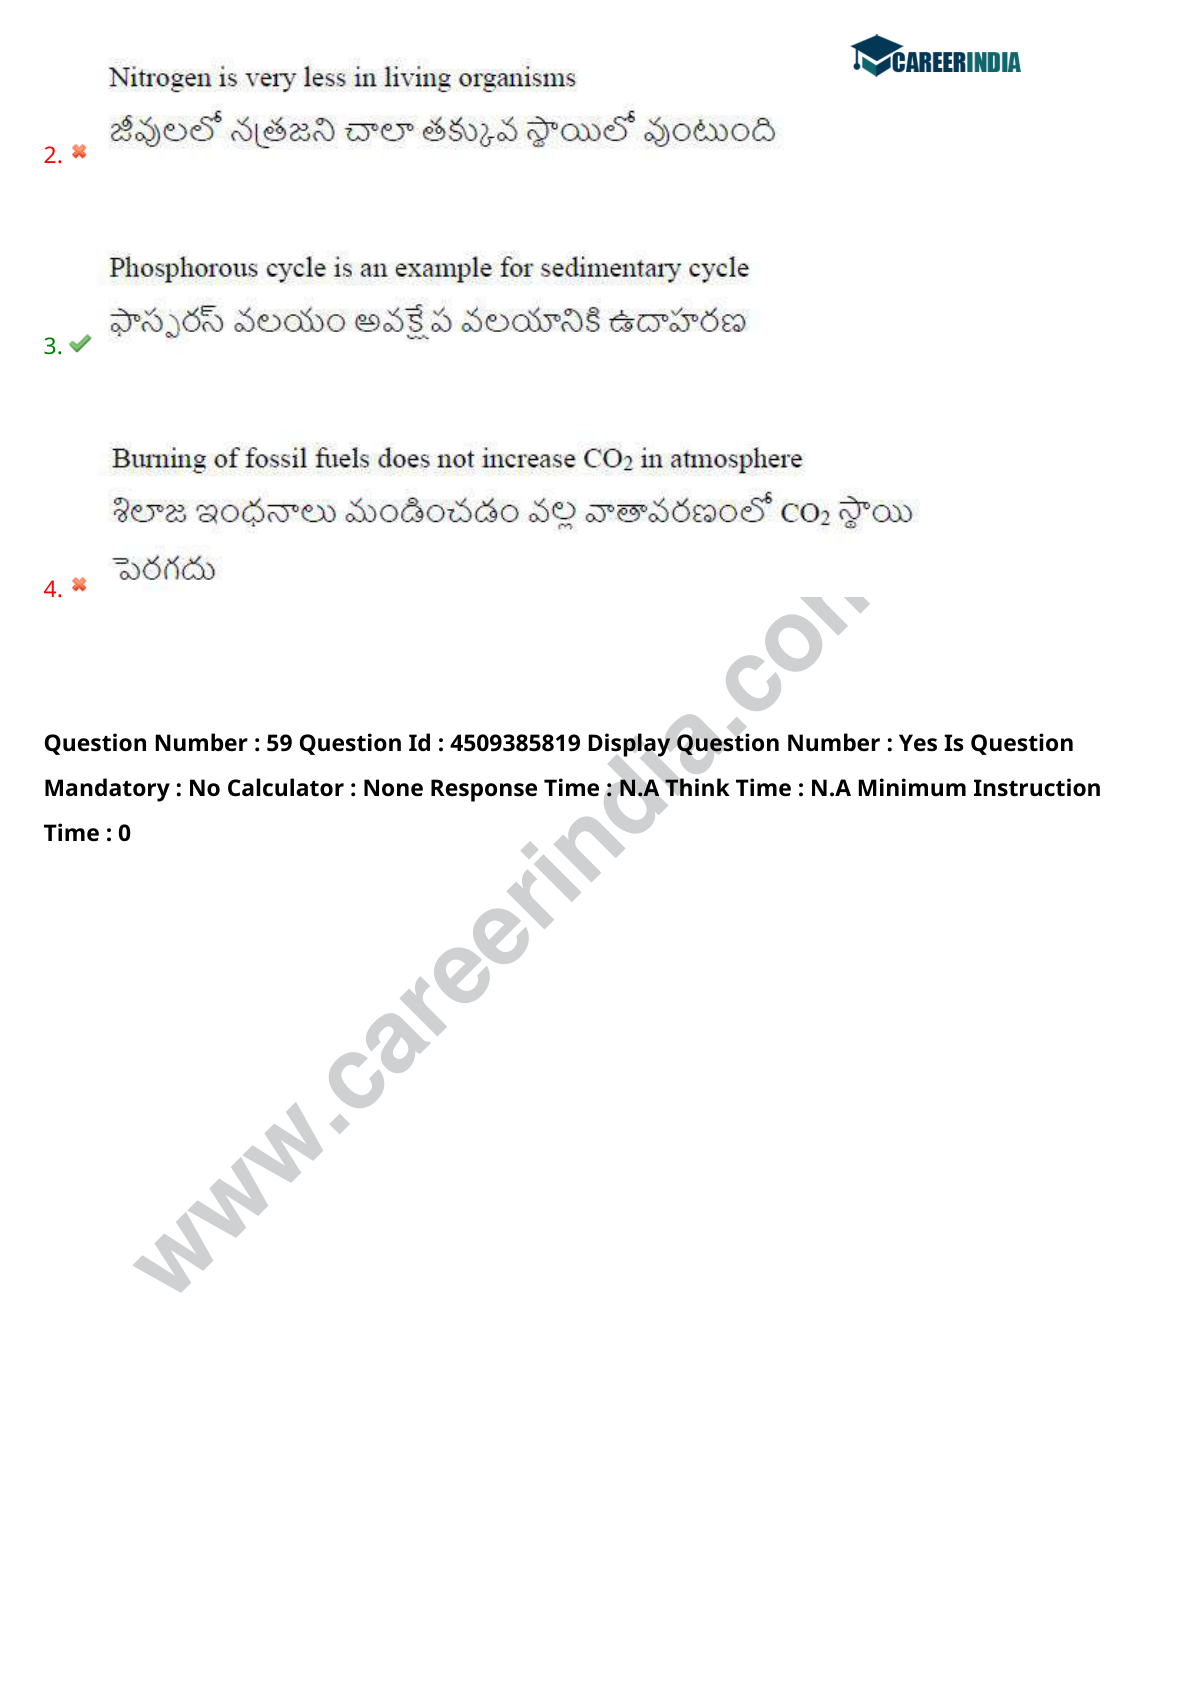 CAREERINDIA
Nitrogen is very less in living organisms
జీవులలో నత్రజని చాలా తక్కువ స్థాయిలో వుంటుంది
2.
Phosphorous cycle is an example for sedimentary cycle
ఫాస్పరస్ వలయం అవక్షేప వలయానికి ఉదాహరణ
3.
Burning of fossil fuels does not increase CO2 in atmosphere
శిలాజ ఇంధనాలు మండించడం వల్ల వాతావరణంలో CO2 స్థాయి
పెరగదు
4.
Question Number : 59 Question Id : 4509385819 Display Question Number : Yes Is Question
Mandatory : No Calculator : None Response Time : N.A Think Time : N.A Minimum Instruction
Time : 0
www.careerindia.com